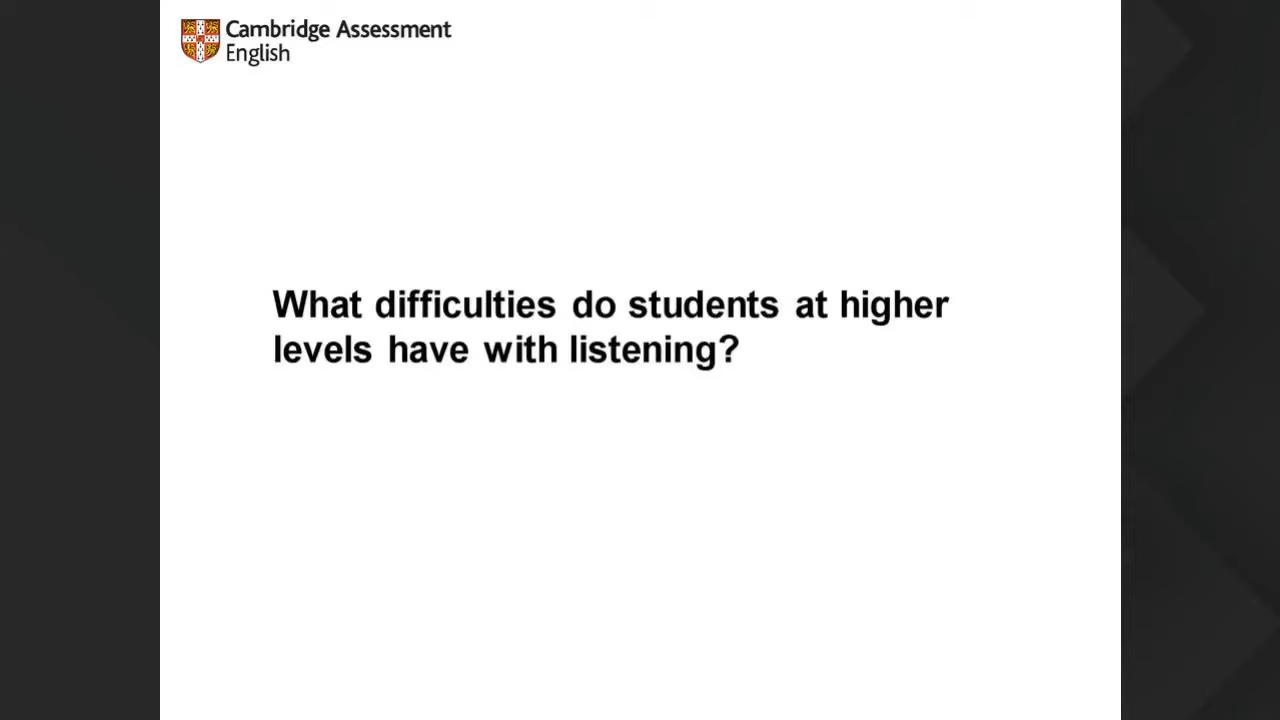 Cambridge Assessment
English
What difficulties do students at higher
levels have with listening?